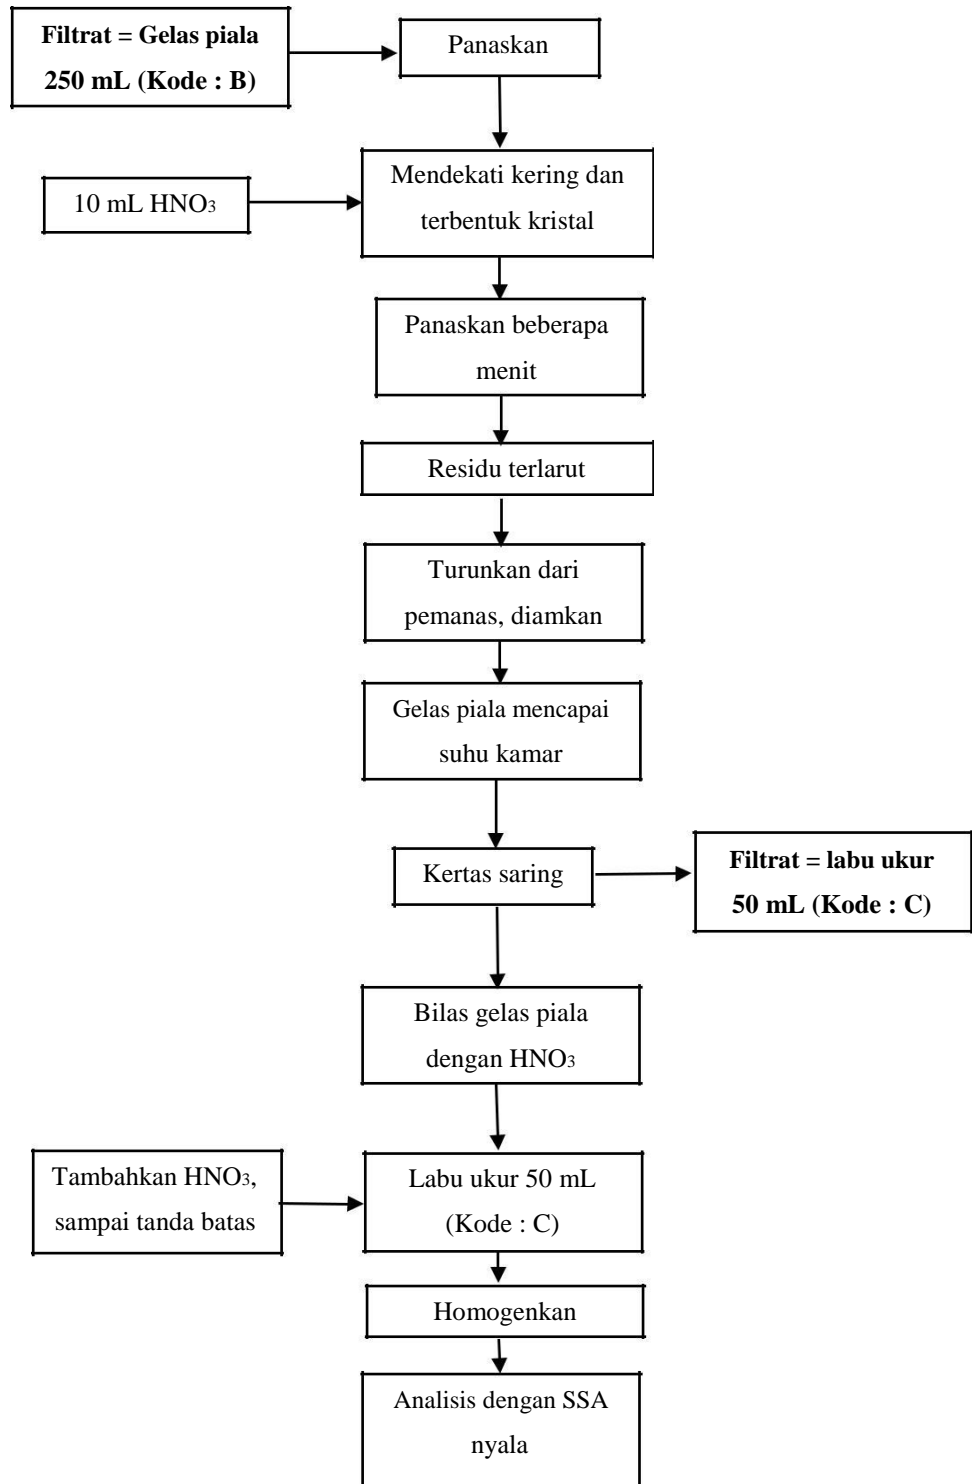 Filtrat = Gelas piala
250 mL (Kode : B)
Panaskan
10 mL HNO3
Mendekati kering dan
terbentuk kristal
Panaskan beberapa
menit
Residu terlarut
Turunkan dari
pemanas, diamkan
Gelas piala mencapai
suhu kamar
Kertas saring
Filtrat = labu ukur
50 mL (Kode : C)
Bilas gelas piala
dengan HNO3
Tambahkan HNO3,
sampai tanda batas
Labu ukur 50 mL
(Kode : C)
Homogenkan
Analisis dengan SSA
nyala